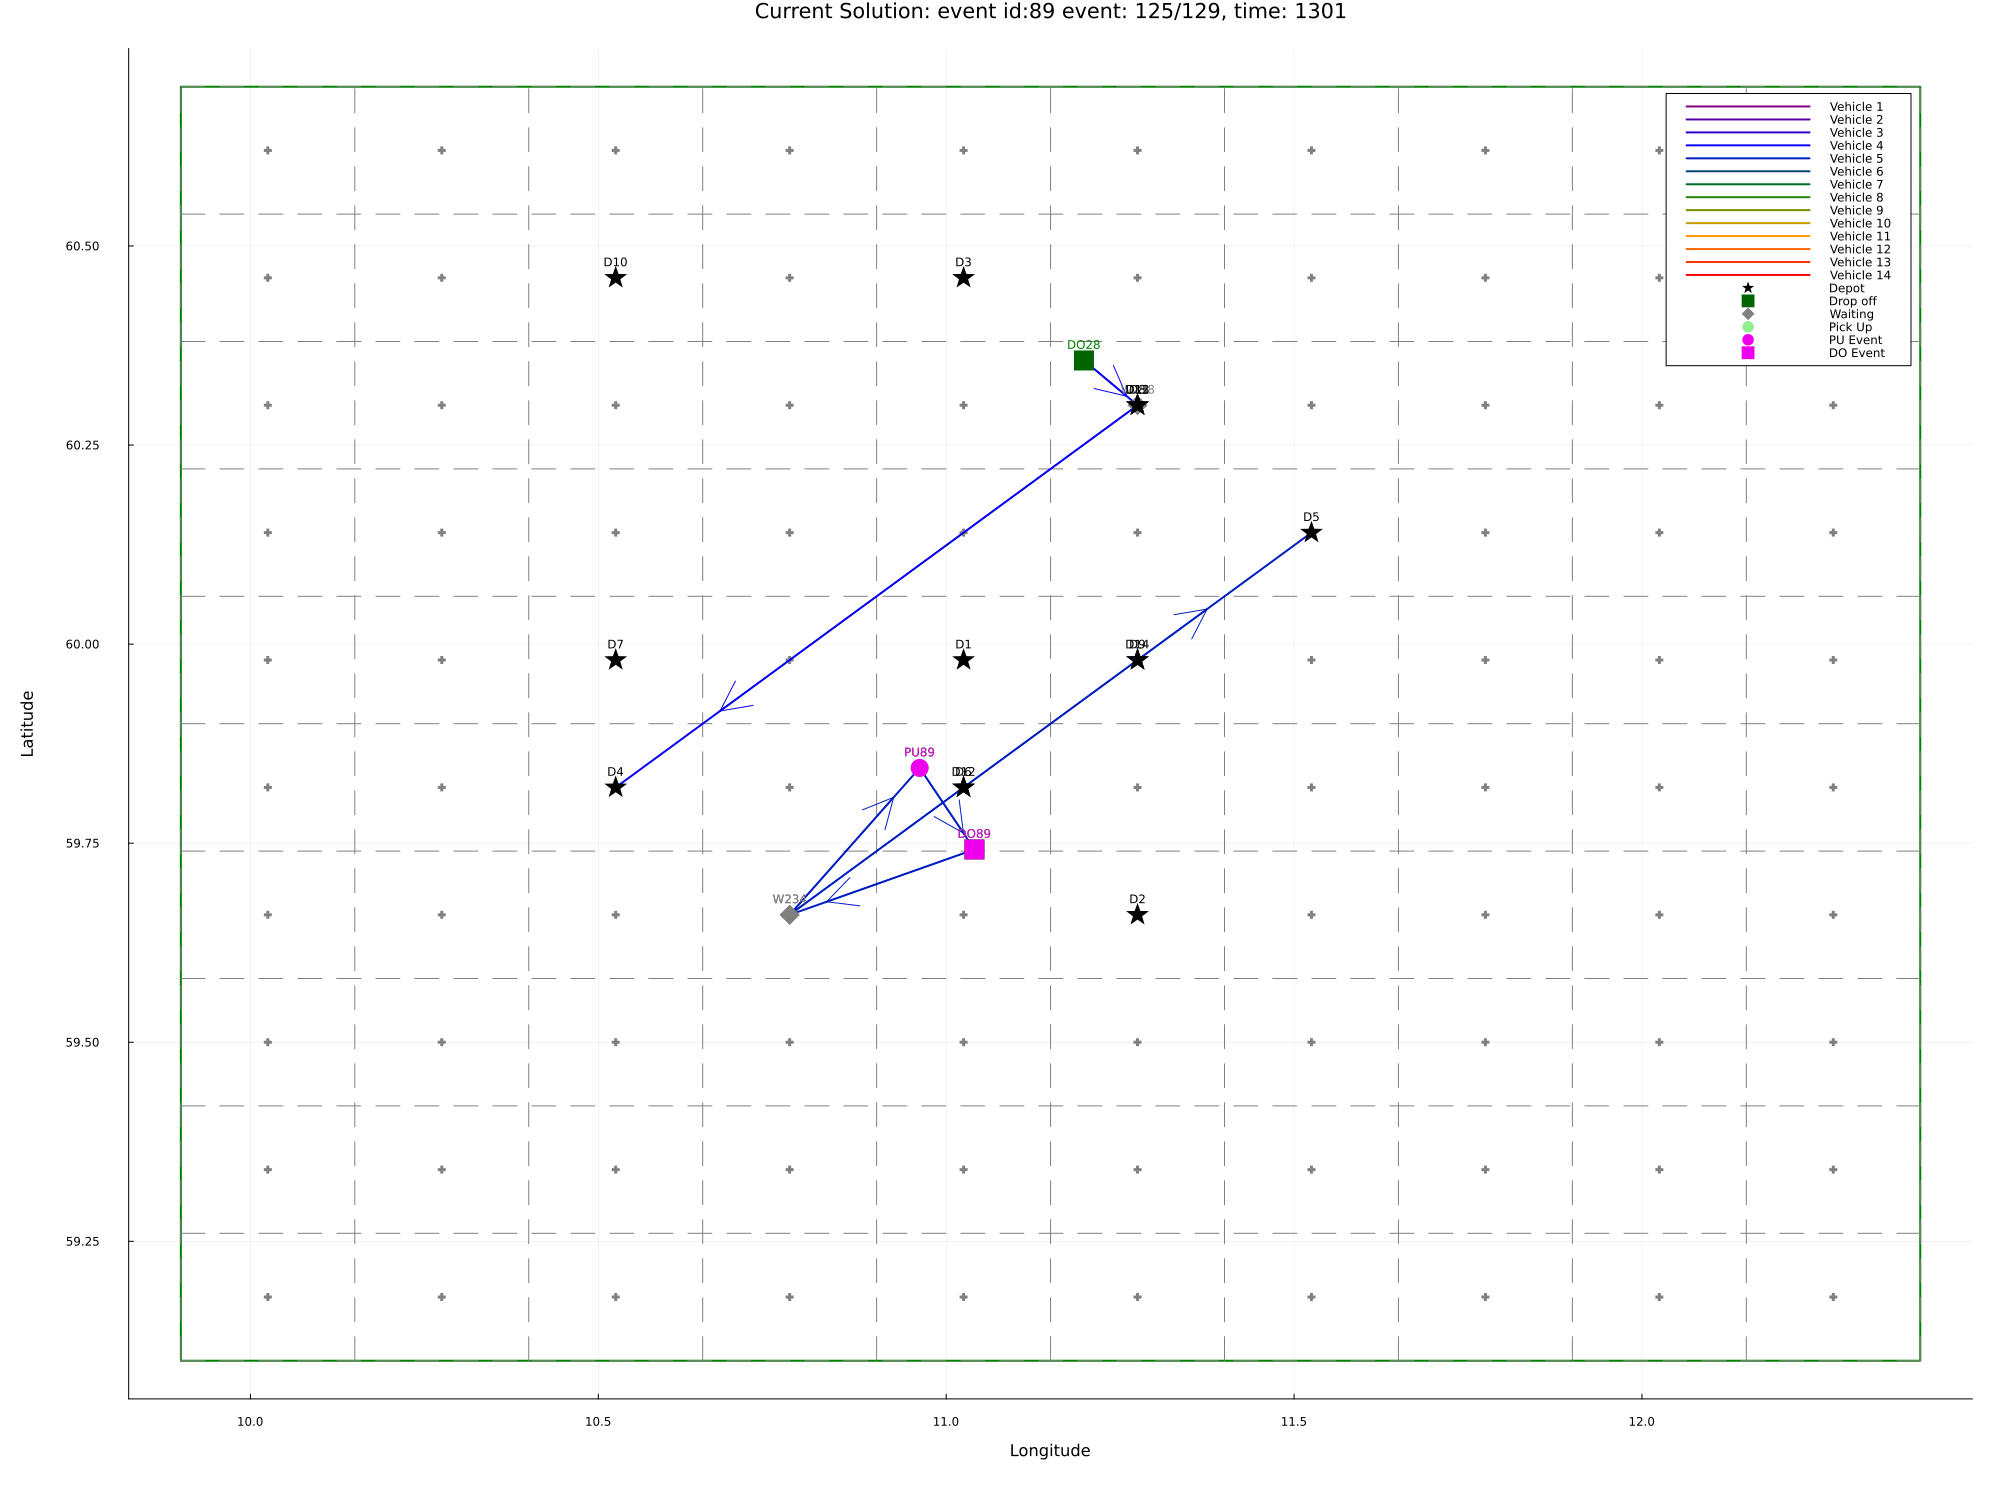 Current Solution: event id:89 event: 125/129, time: 1301
Vehicle 1
Vehicle 2
Vehicle 3
Vehicle 4
Vehicle 5
Vehicle 6
Vehicle 7
Vehicle 8
Vehicle 9
Vehicle 10
Vehicle 11
Vehicle 12
Vehicle 13
Vehicle 14
Depot
Drop off
Waiting
Pick Up
PU Event
DO Event
60.50
D10
D3
DO28
60.25
D5
60.00
D7
D1
PU89
D4
59.75
DO89
D2
59.50
59.25
10.0
10.5
11.0
11.5
12.0
Longitude
Latitude